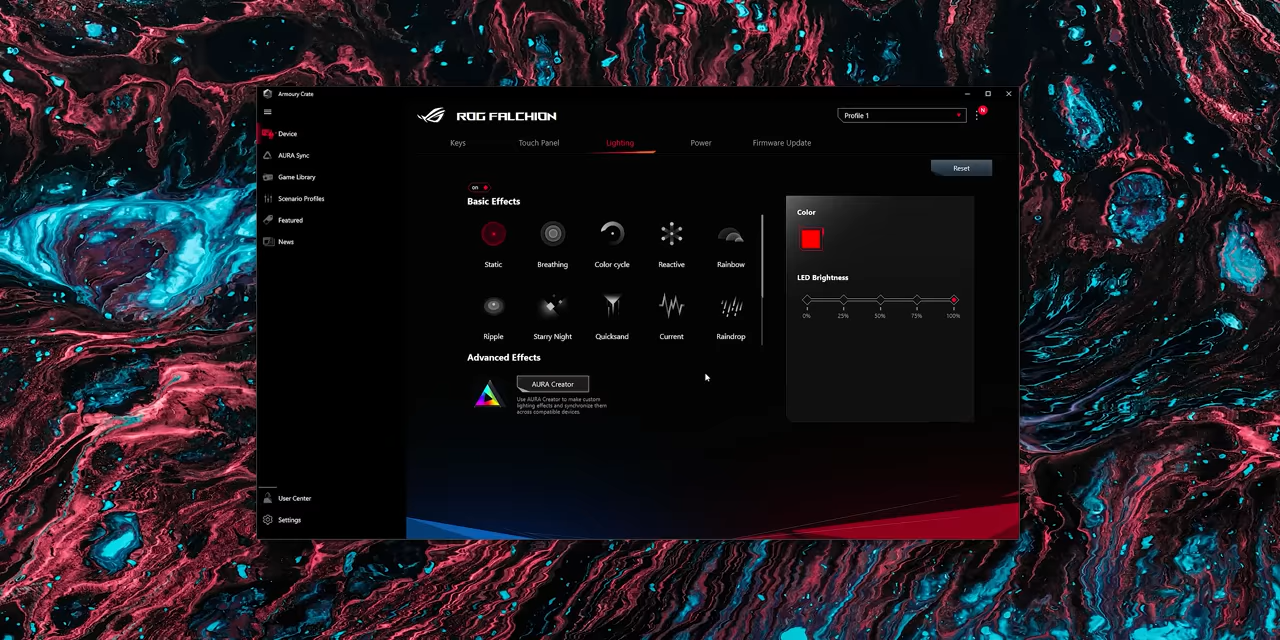 Armoury Crate
ROG FALCHION
Profile 1
N
Device
AURA Sync
Game Library
Scenario Profiles
Featured
News
User Center
Settings
Keys Touch Panel Lighting Power Firmware Update
Reset
on
Basic Effects
Static Breathing Color cycle Reactive Rainbow
Ripple Starry Night Quicksand Current Raindrop
Advanced Effects
AURA Creator
Use AURA Creator to make custom
lighting effects and synchronize them
across compatible devices.
Color
LED Brightness
0% 25% 50% 75% 100%